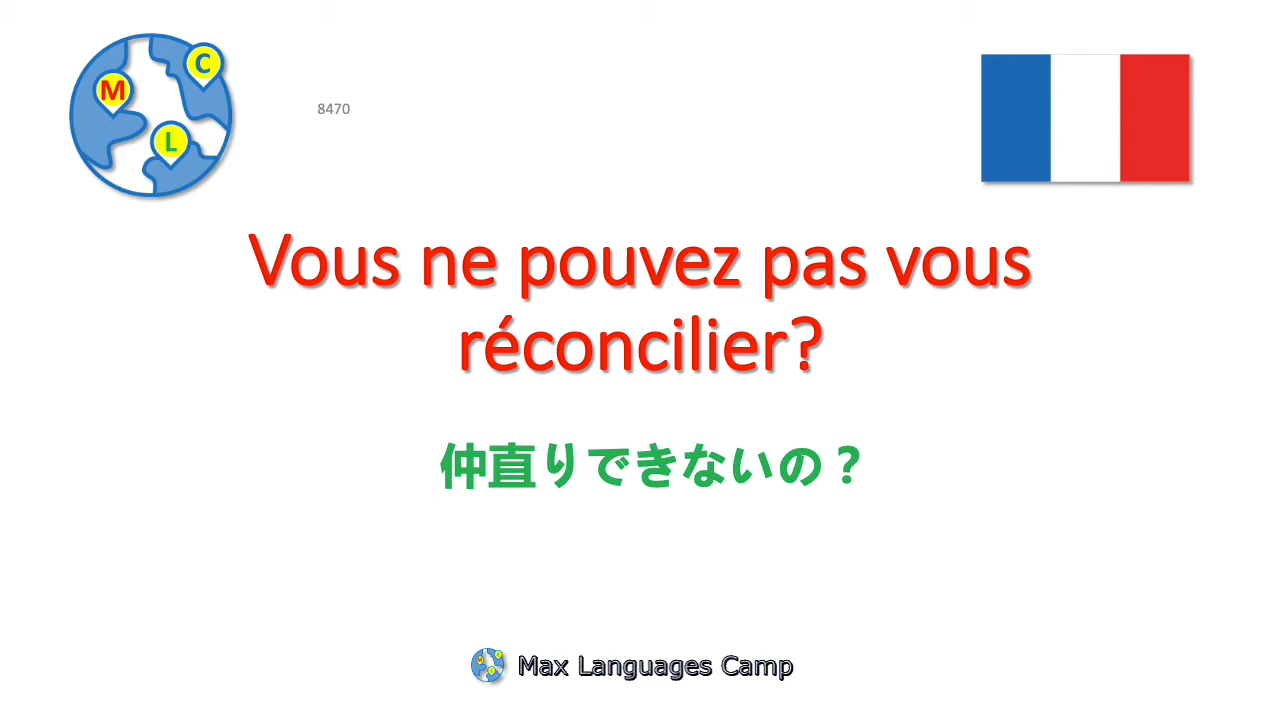 M
C
L
8470
Vous ne pouvez pas vous
réconcilier?
仲直りできないの？
Max Languages Camp